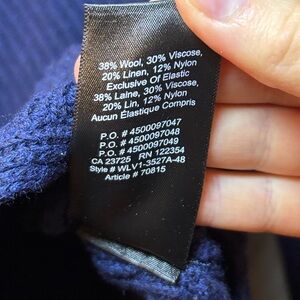 38% Wool, 30% Viscose,
20% Linen, 12% Nylon
Exclusive Of Elastic
38% Laine, 30% Viscose,
20% Lin, 12% Nylon
Aucun Élastique Compris
P.O. # 4500097047
P.O. # 4500097048
P.O. # 4500097049
CA 23725 RN 122354
Style # WLV1-3527A-48
Article # 70815